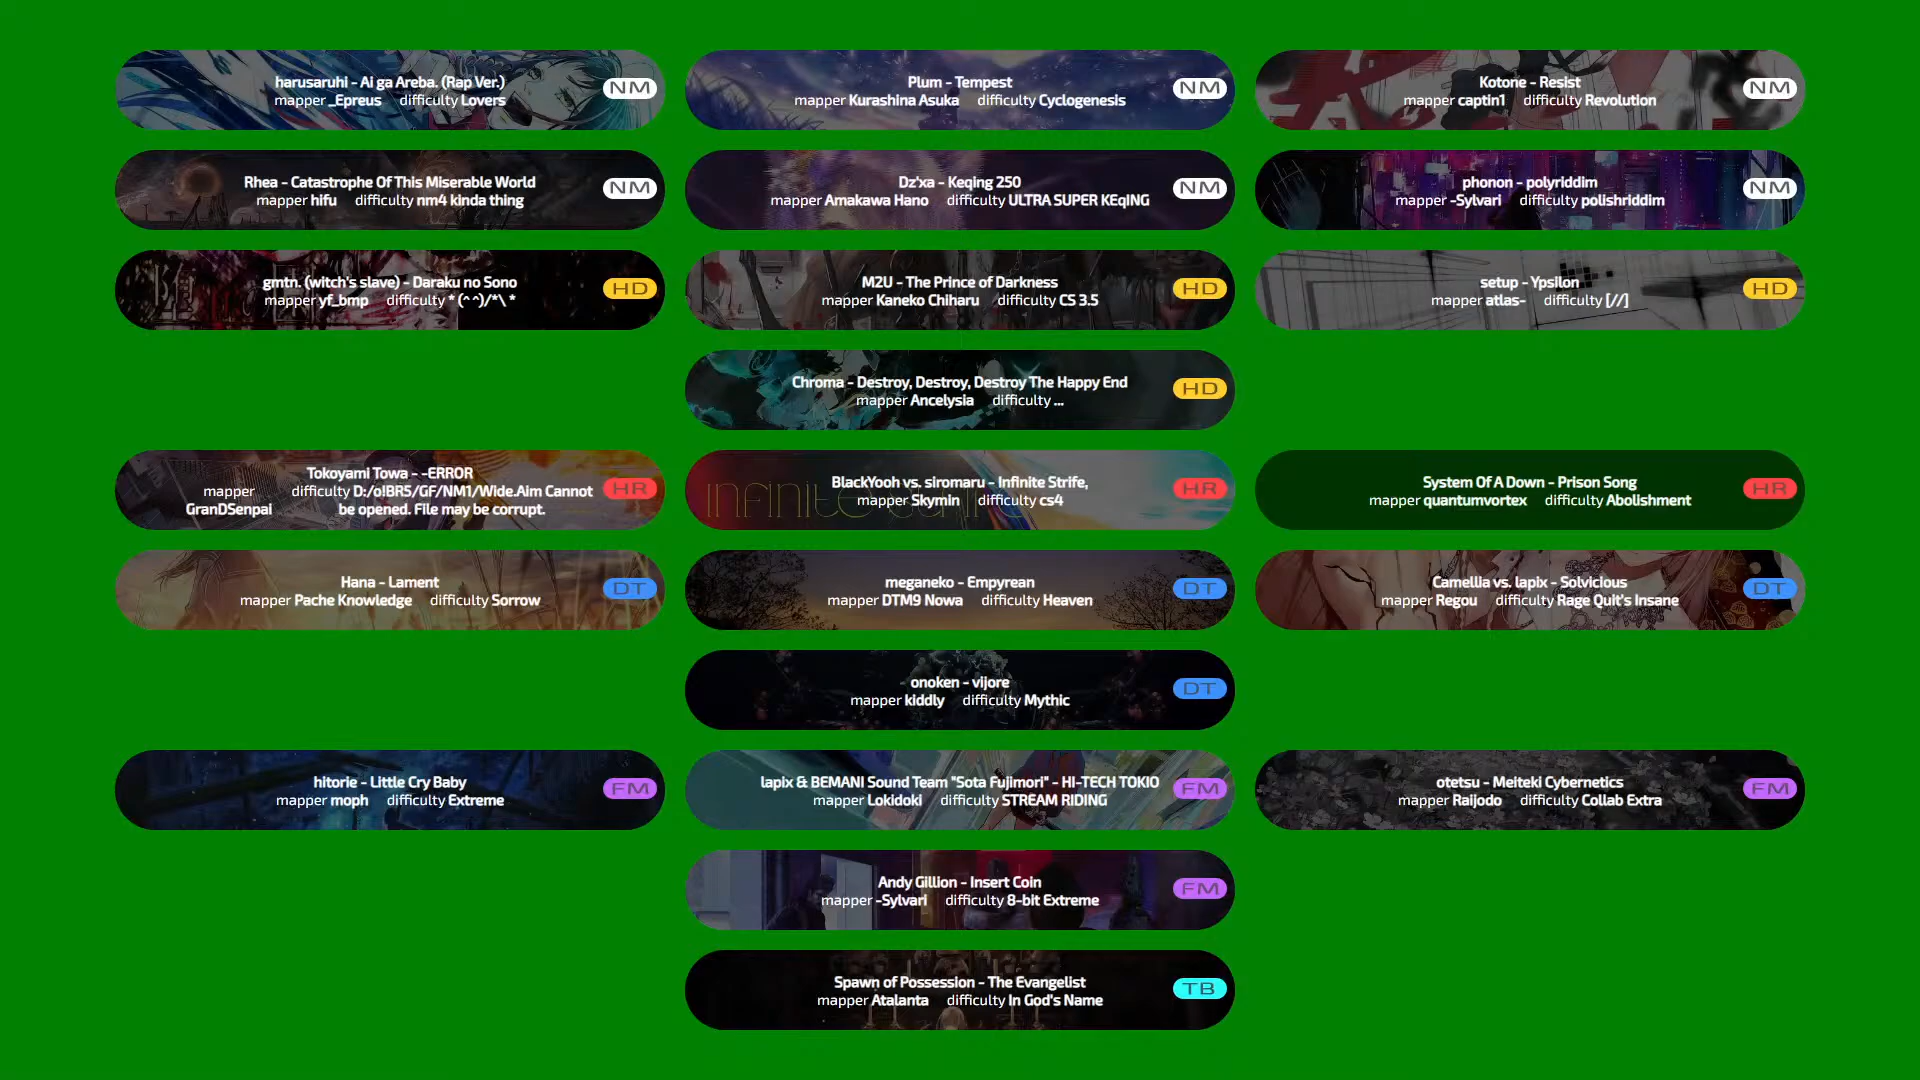 harusaruhi - Ai ga Areba. (Rap Ver.)
mapper _Epreus difficulty Lovers
NM
Plum - Tempest
mapper Kurashina Asuka difficulty Cyclogenesis
NM
Kotone - Resist
mapper captin1 difficulty Revolution
NM
Rhea - Catastrophe Of This Miserable World
mapper hifu difficulty nm4 kinda thing
NM
Dz'xa - Keqing 250
mapper Amakawa Hano difficulty ULTRA SUPER KEqING
NM
phonon - polyriddim
mapper -Sylvari difficulty polishriddim
NM
gmtn. (witch's slave) - Daraku no Sono
mapper yf_bmp difficulty * (^ ^)/*\ *
HD
M2U - The Prince of Darkness
mapper Kaneko Chiharu difficulty CS 3.5
HD
setup - Ypsilon
mapper atlas- difficulty [//]
HD
Chroma - Destroy, Destroy, Destroy The Happy End
mapper Ancelysia difficulty ...
HD
Tokoyami Towa - -ERROR
mapper GranDSenpai difficulty D:/o!BR5/GF/NM1/Wide.Aim Cannot
be opened. File may be corrupt.
HR
BlackYooh vs. siromaru - Infinite Strife,
mapper Skymin difficulty cs4
HR
System Of A Down - Prison Song
mapper quantumvortex difficulty Abolishment
HR
Hana - Lament
mapper Pache Knowledge difficulty Sorrow
DT
meganeko - Empyrean
mapper DTM9 Nowa difficulty Heaven
DT
Camellia vs. lapix - Solvicious
mapper Regou difficulty Rage Quit's Insane
DT
onoken - vijore
mapper kiddly difficulty Mythic
DT
hitorie - Little Cry Baby
mapper moph difficulty Extreme
FM
lapix & BEMANI Sound Team "Sota Fujimori" - HI-TECH TOKIO
mapper Lokidoki difficulty STREAM RIDING
FM
otetsu - Meiteki Cybernetics
mapper Raijodo difficulty Collab Extra
FM
Andy Gillion - Insert Coin
mapper -Sylvari difficulty 8-bit Extreme
FM
Spawn of Possession - The Evangelist
mapper Atalanta difficulty In God's Name
TB